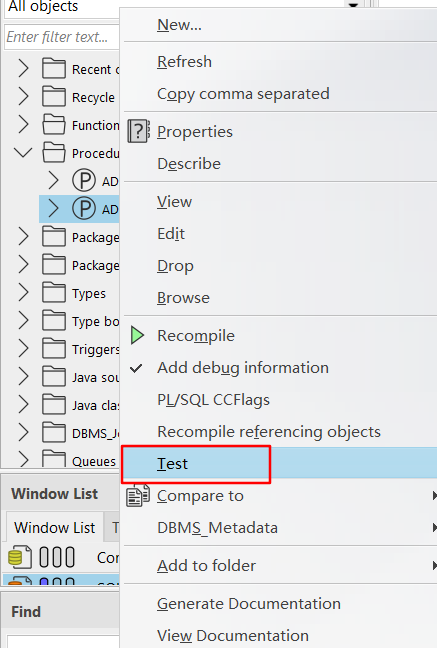 All objects
Enter filter text...
Recent
Recycle
Function
Procedu
AD
AD
Package
Package
Types
Type bo
Triggers
Java sou
Java clas
DBMS_Jo
Queues
Window List
Window List
Con
Find
New...
Refresh
Copy comma separated
Properties
Describe
View
Edit
Drop
Browse
Recompile
Add debug information
PL/SQL CCFlags
Recompile referencing objects
Test
Compare to
DBMS_Metadata
Add to folder
Generate Documentation
View Documentation